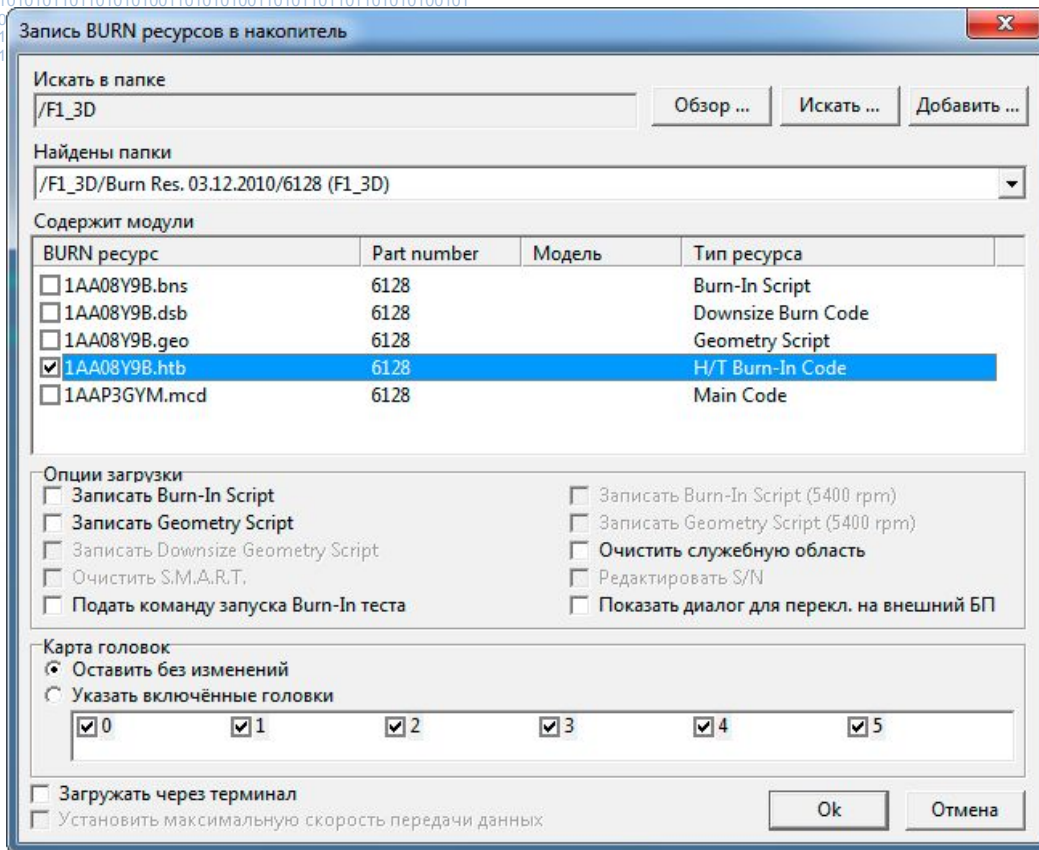 Запись BURN ресурсов в накопитель
Искать в папке
/F1_3D Обзор ... Искать ... Добавить ...
Найдены папки
/F1_3D/Burn Res. 03.12.2010/6128 (F1_3D)
Содержит модули
BURN ресурс Part number Модель Тип ресурса
1AA08Y9B.bns 6128 Burn-In Script
1AA08Y9B.dsb 6128 Downsize Burn Code
1AA08Y9B.geo 6128 Geometry Script
1AA08Y9B.htb 6128 H/T Burn-In Code
1AAP3GYM.mcd 6128 Main Code
Опции загрузки
Записать Burn-In Script Записать Burn-In Script (5400 rpm)
Записать Geometry Script Записать Geometry Script (5400 rpm)
Записать Downsize Geometry Script Очистить служебную область
Очистить S.M.A.R.T. Редактировать S/N
Подать команду запуска Burn-In теста Показать диалог для перекл. на внешний БП
Карта головок
Оставить без изменений
Указать включённые головки
0 1 2 3 4 5
Загружать через терминал
Установить максимальную скорость передачи данных Ok Отмена